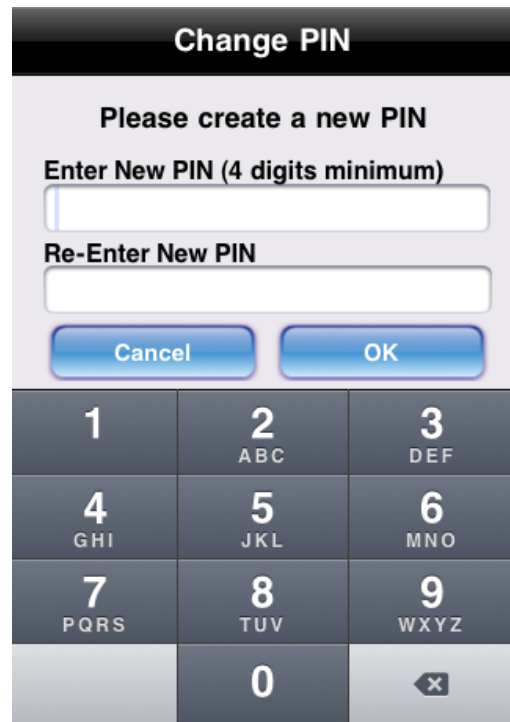 Change PIN
Please create a new PIN
Enter New PIN (4 digits minimum)
Re-Enter New PIN
Cancel OK
1 2 3
ABC DEF
4 5 6
GHI JKL MNO
7 8 9
PQRS TUV WXYZ
0